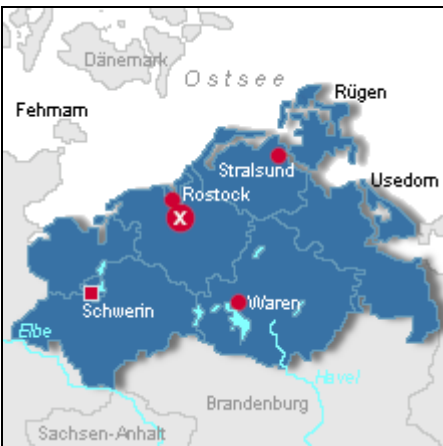 Dänemark
Ostsee
Rügen
Fehmarn
Stralsund
Usedom
Rostock
X
Waren
Schwerin
Elbe
Havel
Brandenburg
Sachsen-Anhalt